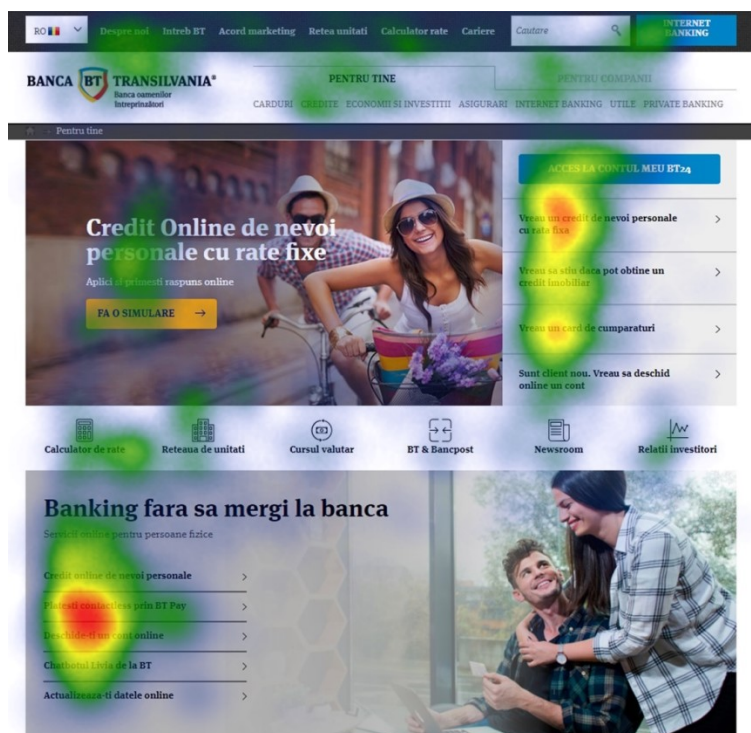 RO
Despre noi Intreb BT Acord marketing Retea unitati Calculator rate Cariere Cautare INTERNET BANKING
BANCA BT TRANSILVANIA®
Banca oamenilor
întreprinzători
PENTRU TINE PENTRU COMPANII
CARDURI CREDITE ECONOMII SI INVESTITII ASIGURARI INTERNET BANKING UTILE PRIVATE BANKING
Pentru tine
Credit Online de nevoi
personale cu rate fixe
Aplici si primesti raspuns online
FA O SIMULARE →
ACCES LA CONTUL MEU BT24
Vreau un credit de nevoi personale
cu rata fixa
Vreau sa stiu daca pot obtine un
credit imobiliar
Vreau un card de cumparaturi
Sunt client nou. Vreau sa deschid
online un cont
Calculator de rate Reteaua de unitati Cursul valutar BT & Bancpost Newsroom Relatii investitori
Banking fara sa mergi la banca
Servicii online pentru persoane fizice
Credit online de nevoi personale
Platesti contactless prin BT Pay
Deschide-ti un cont online
Chatbotul Livia de la BT
Actualizeaza-ti datele online